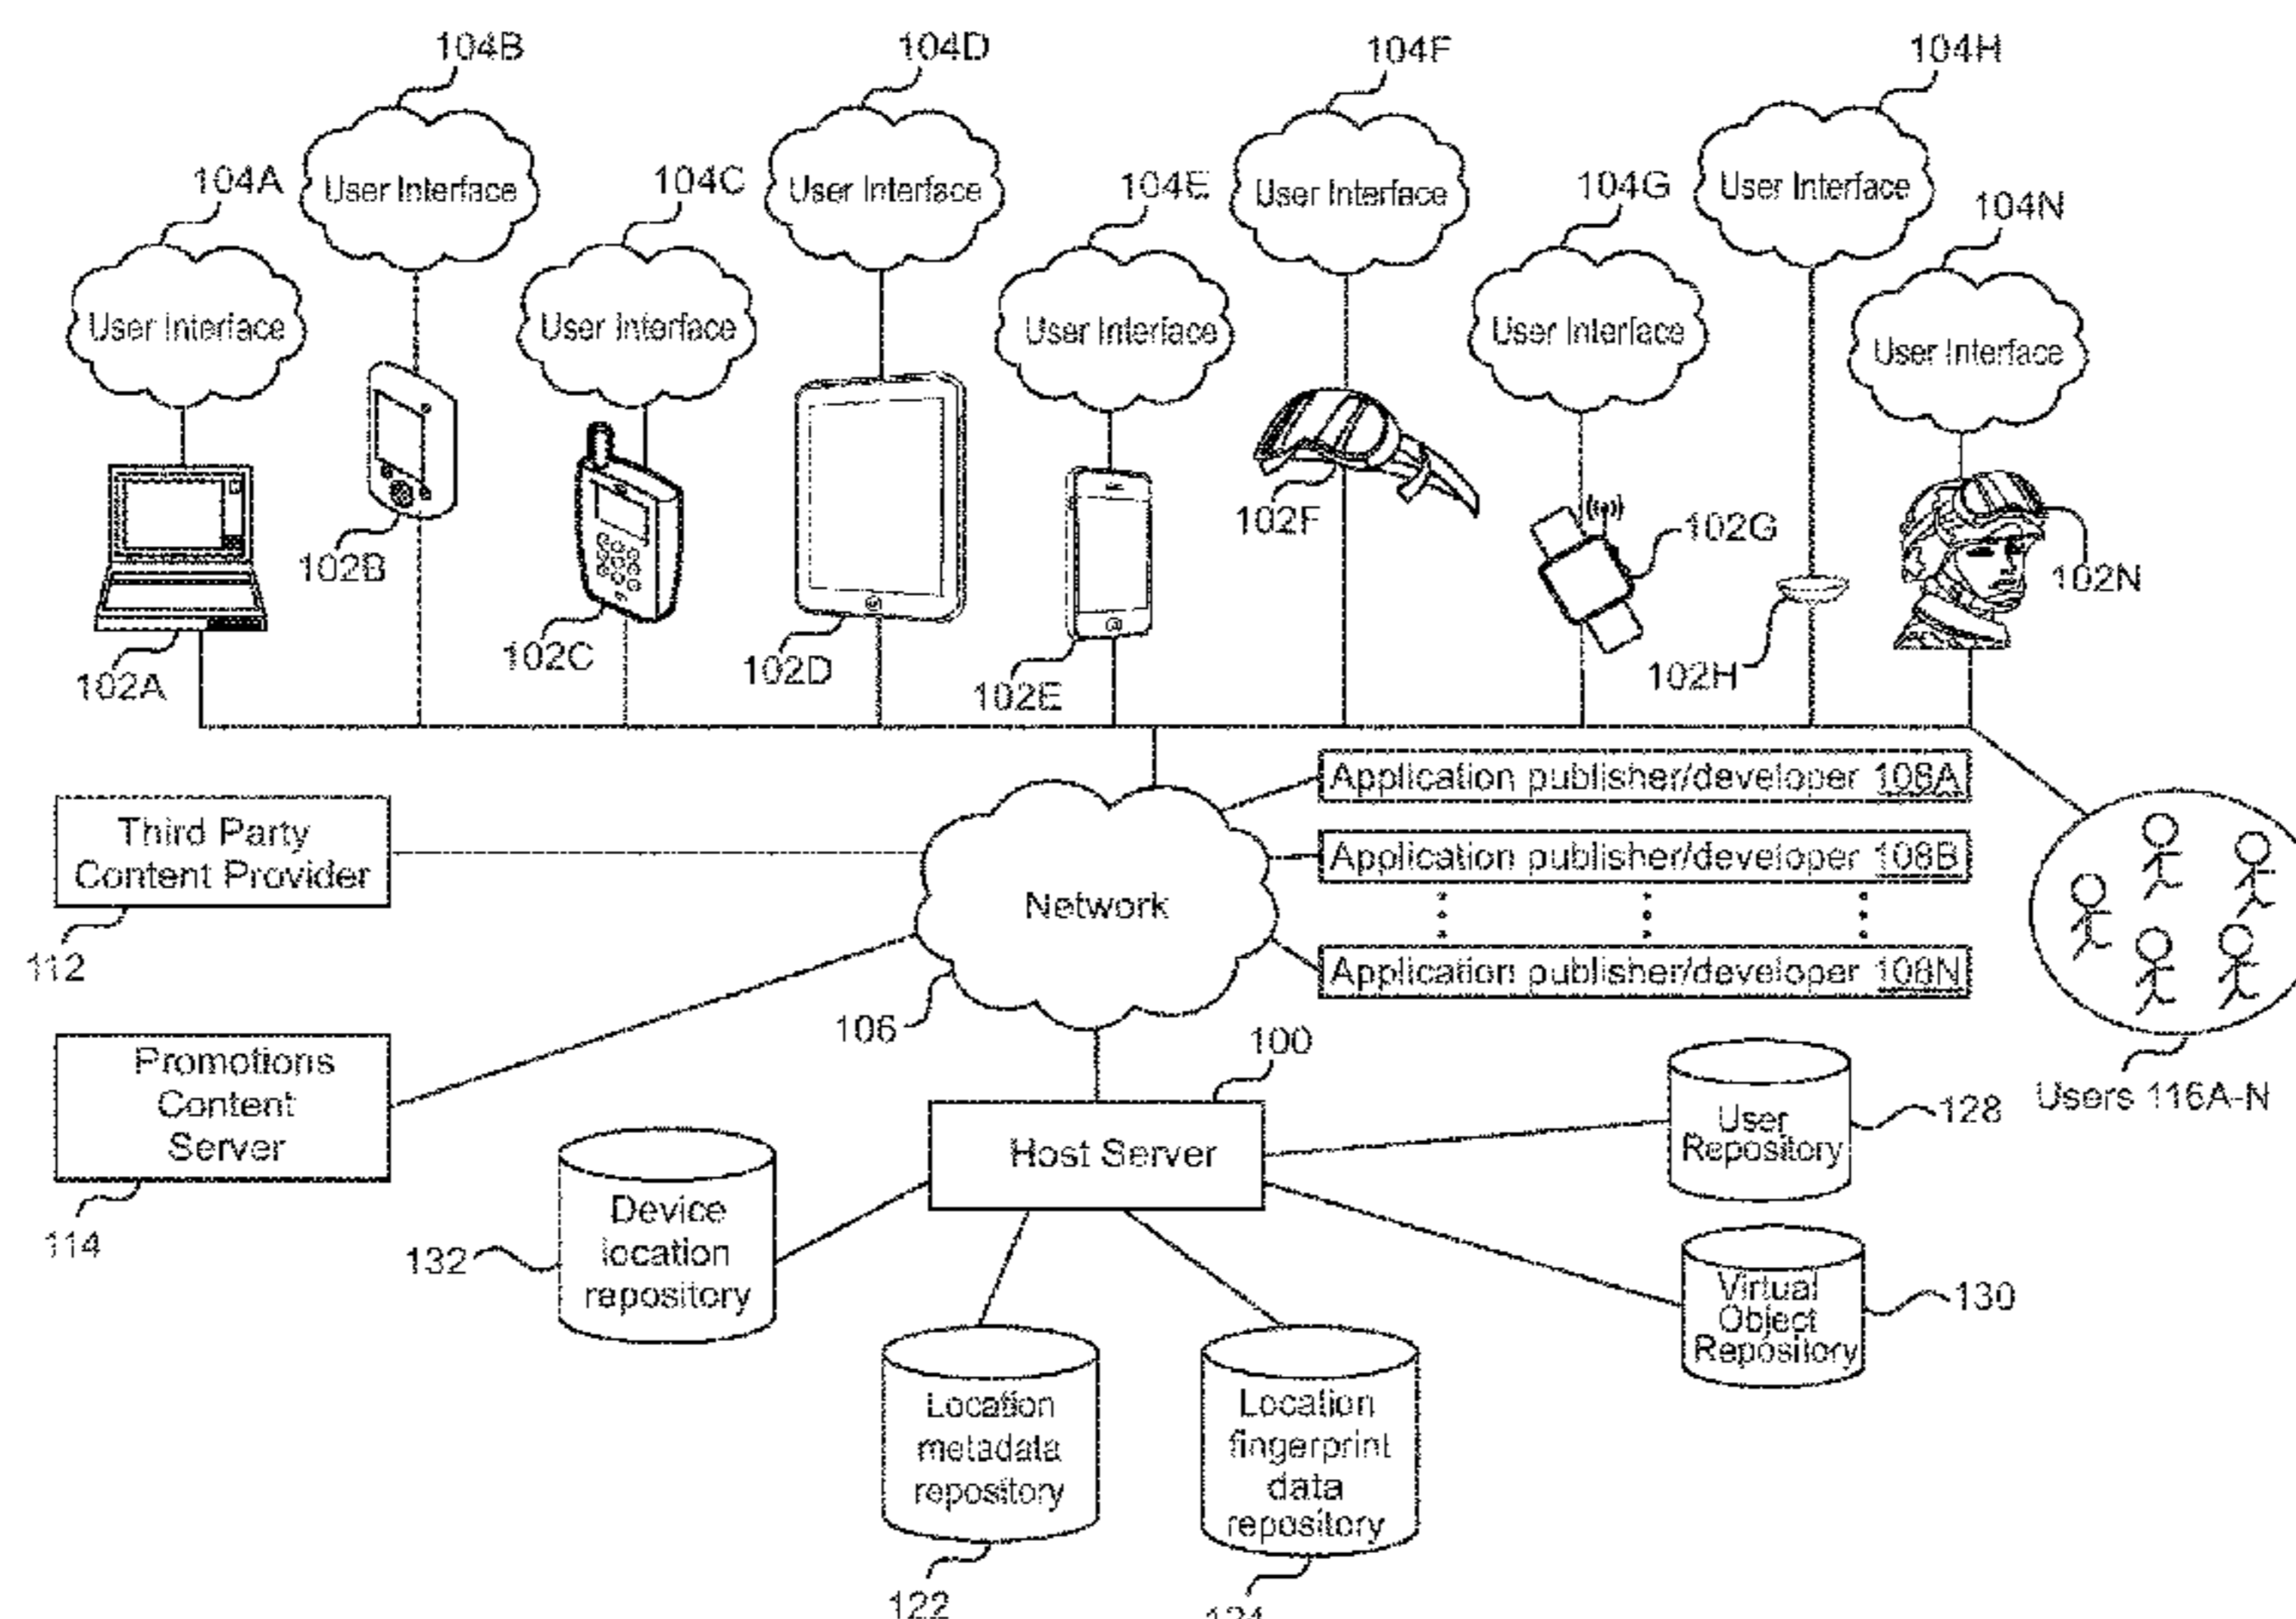 104B
104D
104F
104H
104A
User Interface
104C
User Interface
104E
User Interface
104G
User Interface
104N
User Interface
User Interface
User Interface
User Interface
User Interface
102B
102F
102G
102N
102A
102C
102D
102E
102H
Application publisher/developer 108A
Third Party
Content Provider
Application publisher/developer 108B
Network
112
Application publisher/developer 108N
106
100
Promotions
Content
Server
Users 116A-N
User
Repository
128
Host Server
114
Device
location
repository
132
Virtual
Object
Repository
130
Location
metadata
repository
Location
fingerprint
data
repository
122